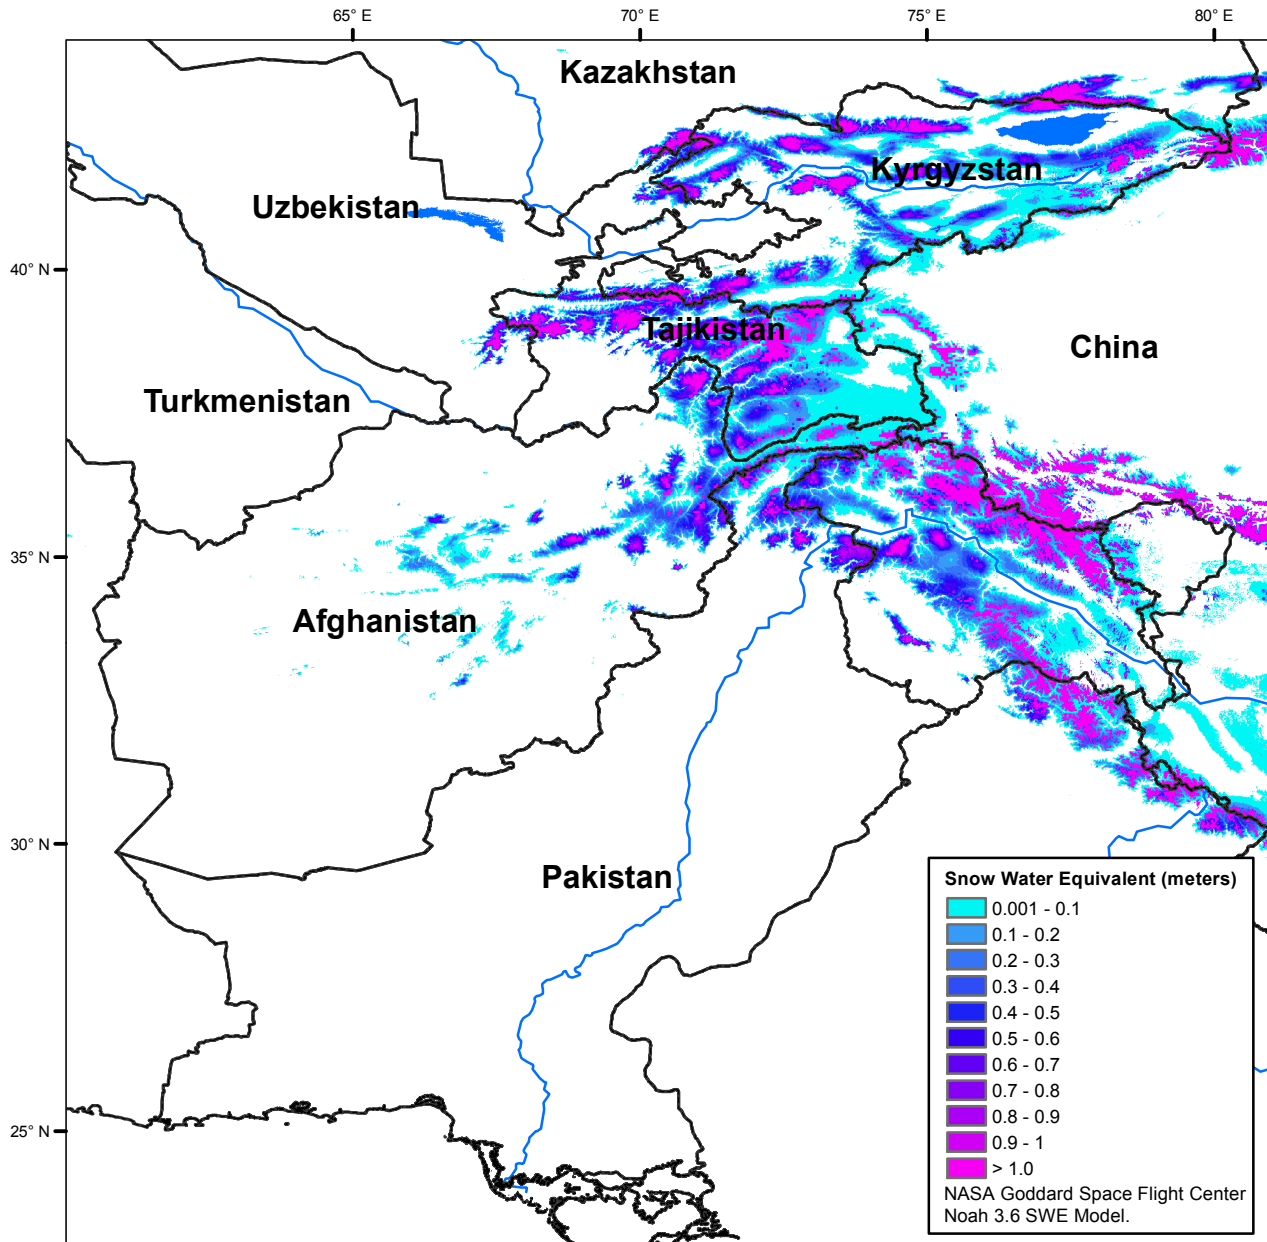 65° E
70° E
75° E
80° E
Kazakhstan
Kyrgyzstan
Uzbekistan
40° N
Tajikistan
China
Turkmenistan
35° N
Afghanistan
30° N
Pakistan
25° N
Snow Water Equivalent (meters)
0.001 - 0.1
0.1 - 0.2
0.2 - 0.3
0.3 - 0.4
0.4 - 0.5
0.5 - 0.6
0.6 - 0.7
0.7 - 0.8
0.8 - 0.9
0.9 - 1
> 1.0
NASA Goddard Space Flight Center
Noah 3.6 SWE Model.